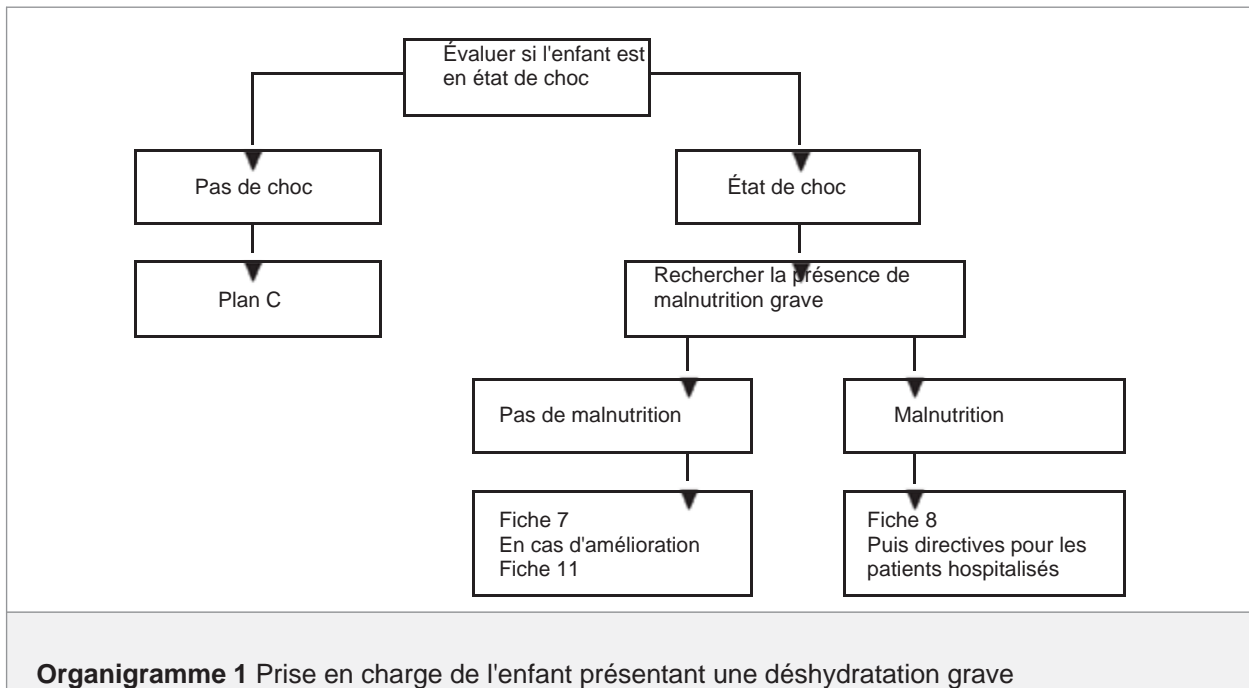 Évaluer si l'enfant est
en état de choc
Pas de choc
État de choc
Plan C
Rechercher la présence de
malnutrition grave
Pas de malnutrition
Malnutrition
Fiche 7
En cas d'amélioration
Fiche 11
Fiche 8
Puis directives pour les
patients hospitalisés
Organigramme 1 Prise en charge de l'enfant présentant une déshydratation grave